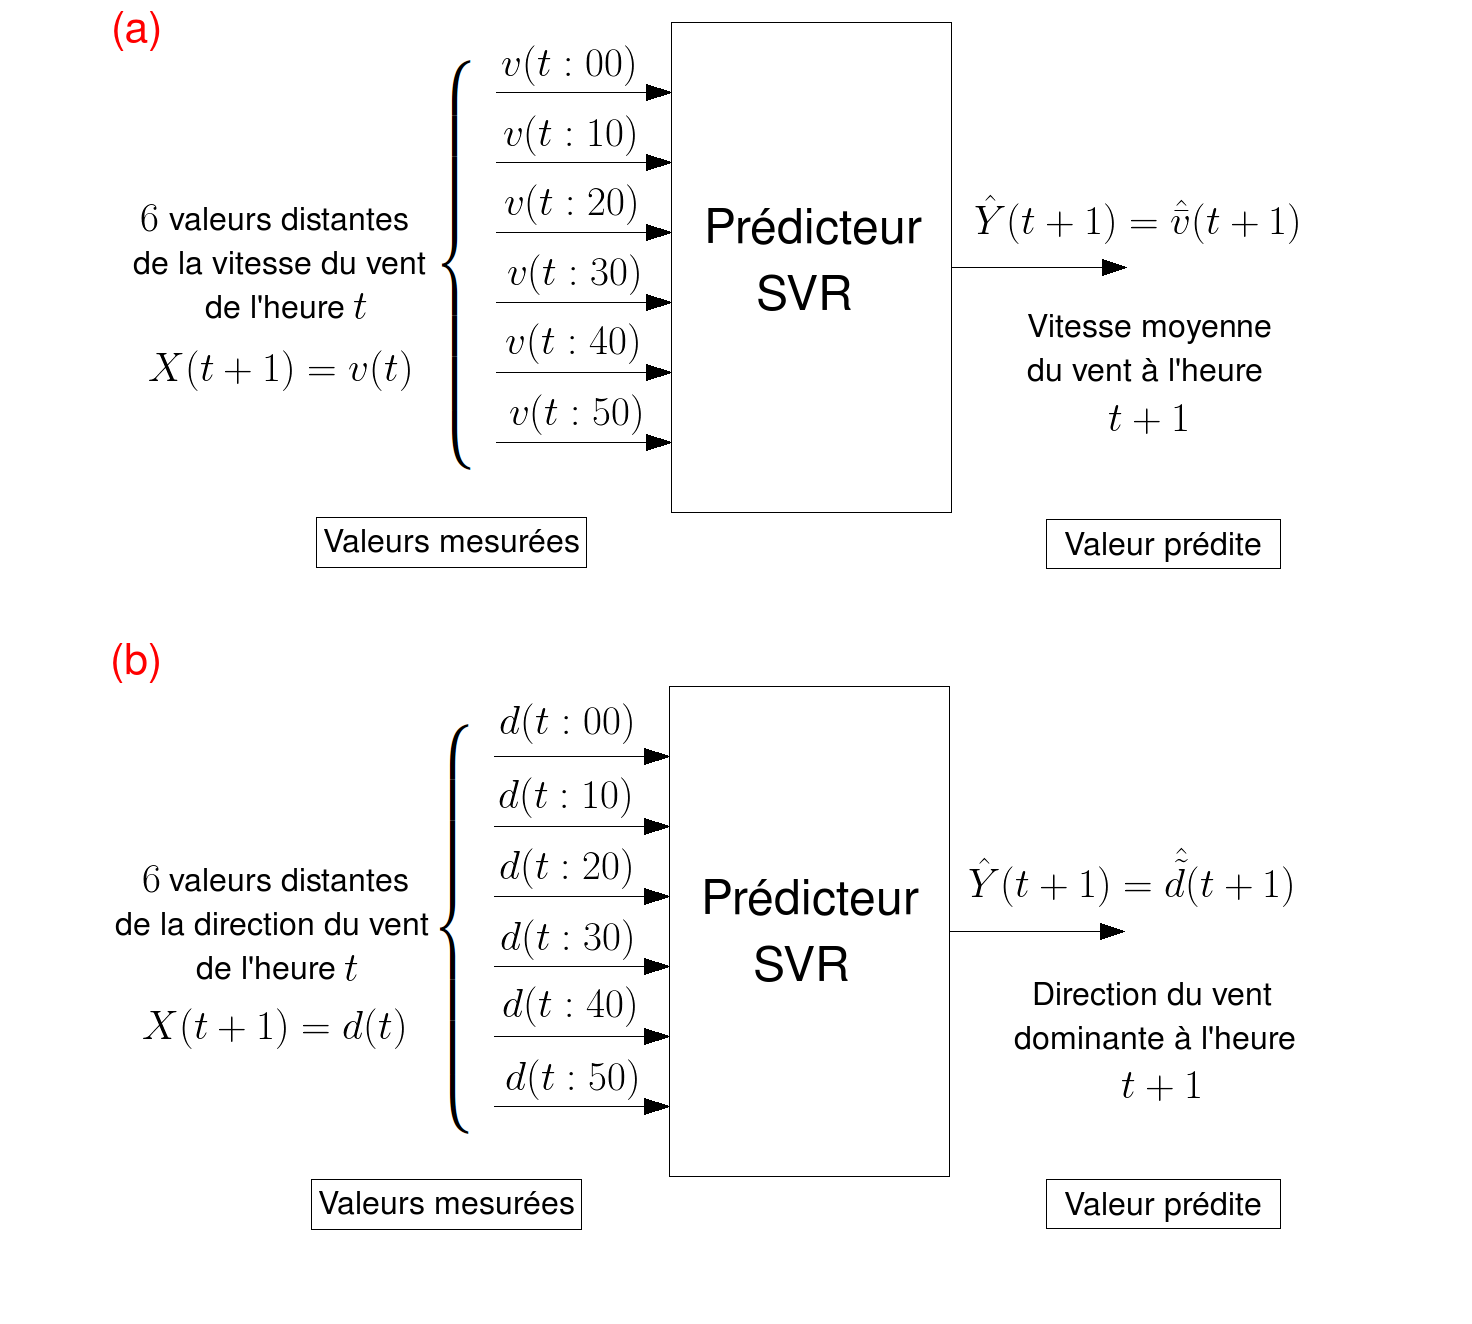 (a)
v(t : 00)
v(t : 10)
v(t : 20)
v(t : 30)
v(t : 40)
v(t : 50)
6 valeurs distantes
de la vitesse du vent
de l'heure t
X(t + 1) = v(t)
Prédicteur
SVR
Ŷ(t + 1) = v̄̂(t + 1)
Vitesse moyenne
du vent à l'heure
t + 1
Valeurs mesurées
Valeur prédite
(b)
d(t : 00)
d(t : 10)
d(t : 20)
d(t : 30)
d(t : 40)
d(t : 50)
6 valeurs distantes
de la direction du vent
de l'heure t
X(t + 1) = d(t)
Prédicteur
SVR
Ŷ(t + 1) = d̃̂(t + 1)
Direction du vent
dominante à l'heure
t + 1
Valeurs mesurées
Valeur prédite